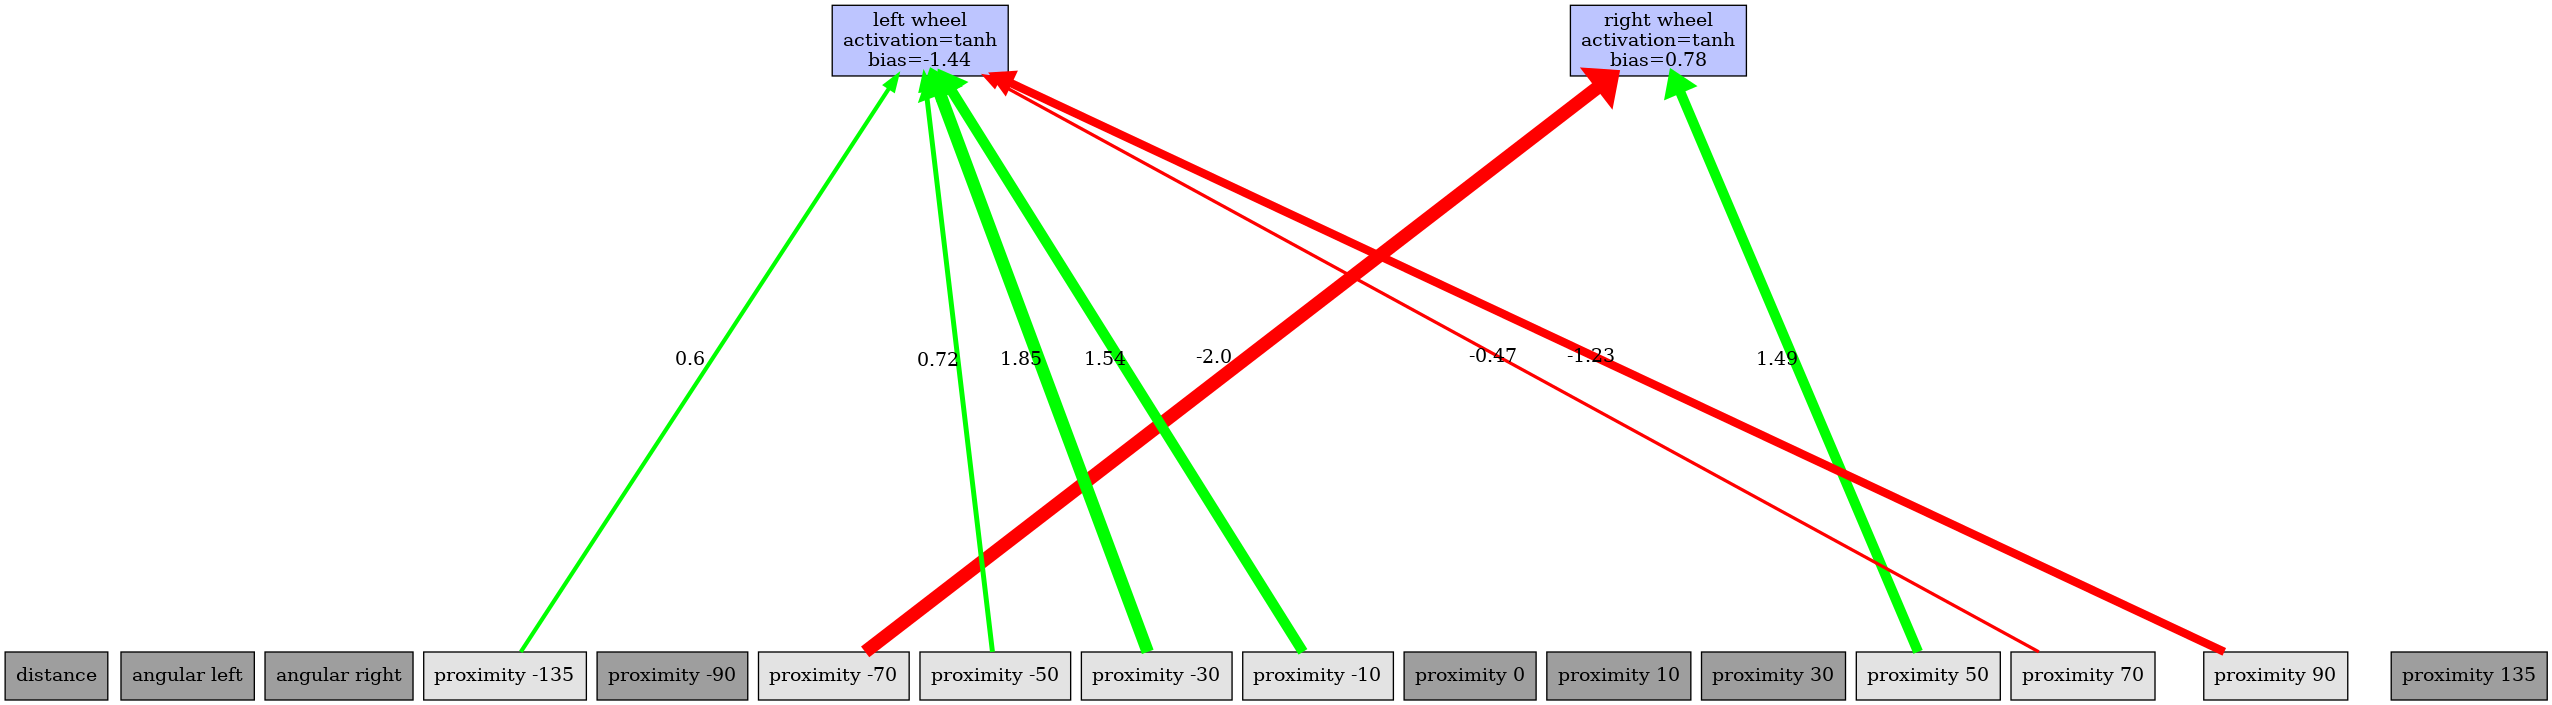 left wheel
activation=tanh
bias=-1.44
right wheel
activation=tanh
bias=0.78
0.6
0.72
1.85
1.54
-2.0
-0.47
-1.23
1.49
distance
angular left
angular right
proximity -135
proximity -90
proximity -70
proximity -50
proximity -30
proximity -10
proximity 0
proximity 10
proximity 30
proximity 50
proximity 70
proximity 90
proximity 135